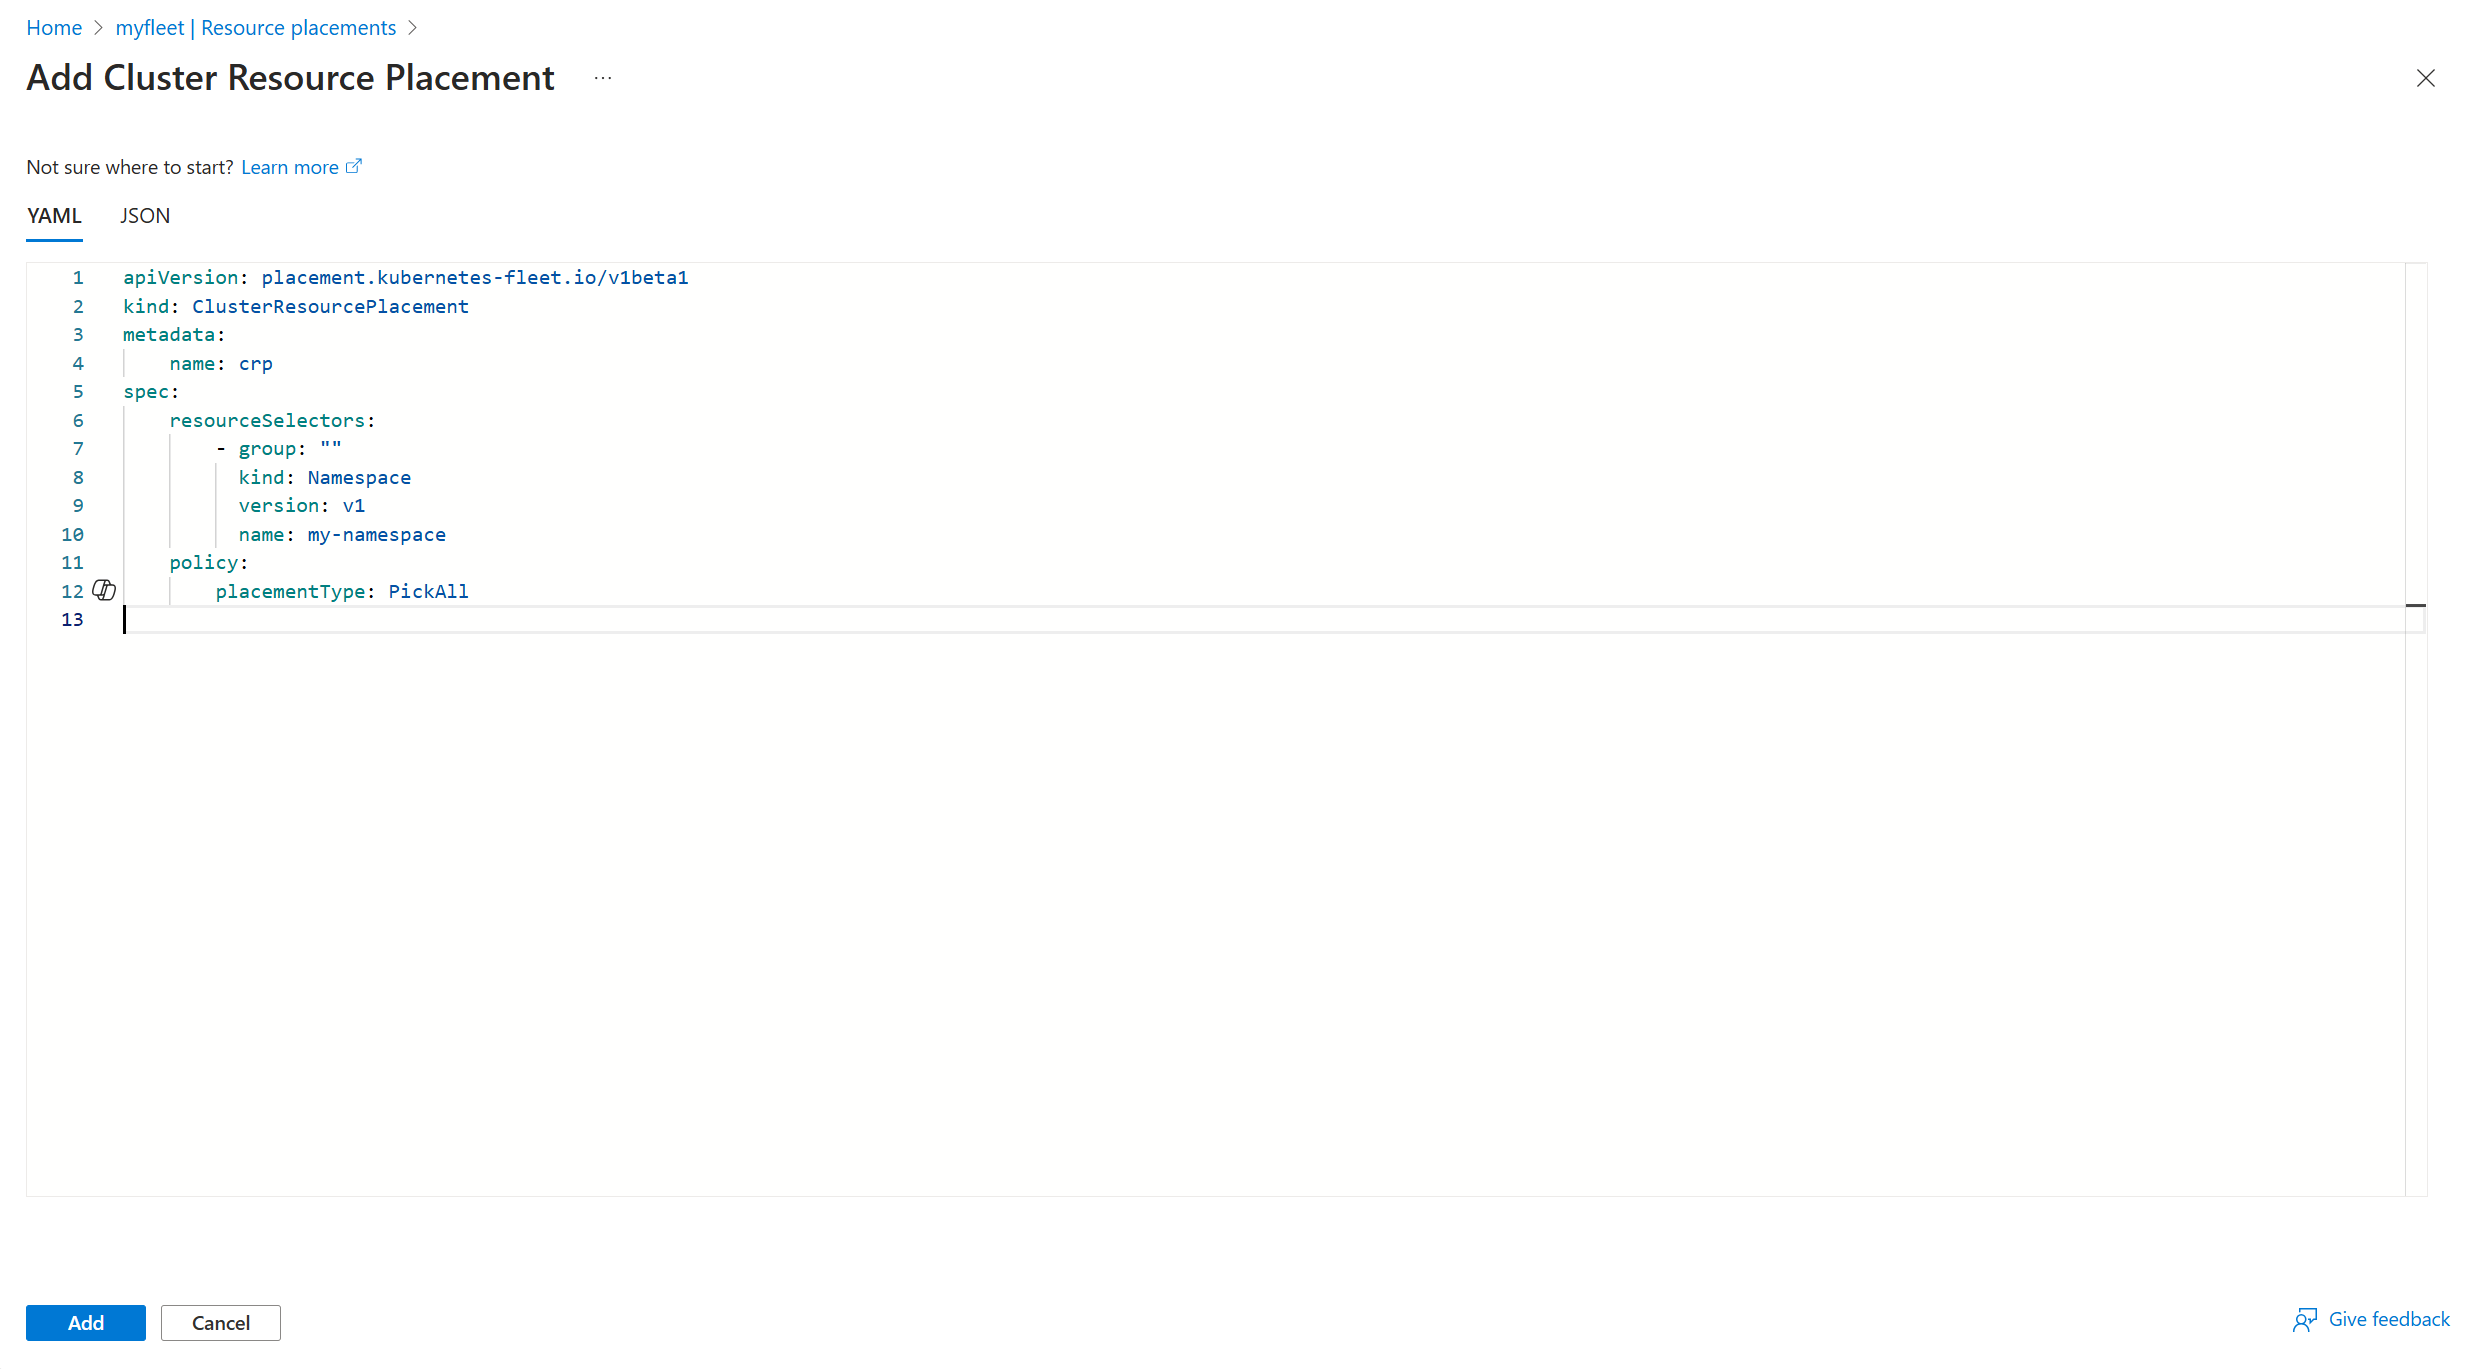 Home > myfleet | Resource placements >
Add Cluster Resource Placement ...
Not sure where to start? Learn more
YAML JSON
1 apiVersion: placement.kubernetes-fleet.io/v1beta1
2 kind: ClusterResourcePlacement
3 metadata:
4     name: crp
5 spec:
6     resourceSelectors:
7         - group: ""
8           kind: Namespace
9           version: v1
10           name: my-namespace
11     policy:
12         placementType: PickAll
13
Add Cancel Give feedback